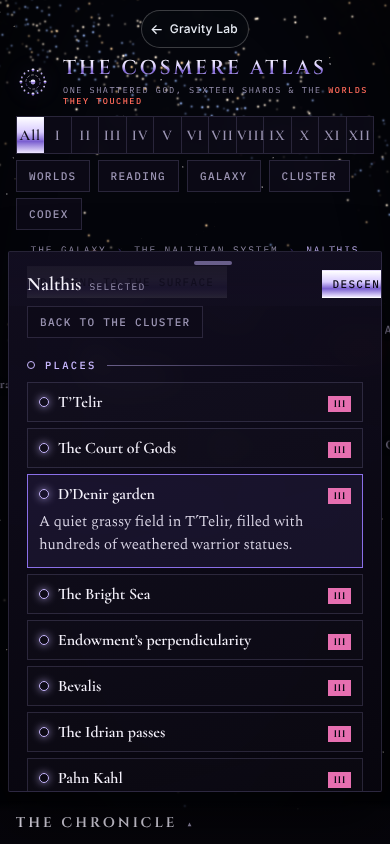 ← Gravity Lab
THE COSMERE ATLAS
ONE SHATTERED GOD, SIXTEEN SHARDS & THE WORLDS
THEY TOUCHED
All I II III IV V VI VII VIII IX X XI XII
WORLDS READING GALAXY CLUSTER
CODEX
THE GALAXY · THE NALTHIAN SYSTEM · NALTHIS
Nalthis SELECTED
TO THE SURFACE
DESCEN
BACK TO THE CLUSTER
PLACES
T’Telir III
The Court of Gods III
D’Denir garden III
A quiet grassy field in T’Telir, filled with
hundreds of weathered warrior statues.
The Bright Sea III
Endowment’s perpendicularity III
Bevalis III
The Idrian passes III
Pahn Kahl III
THE CHRONICLE